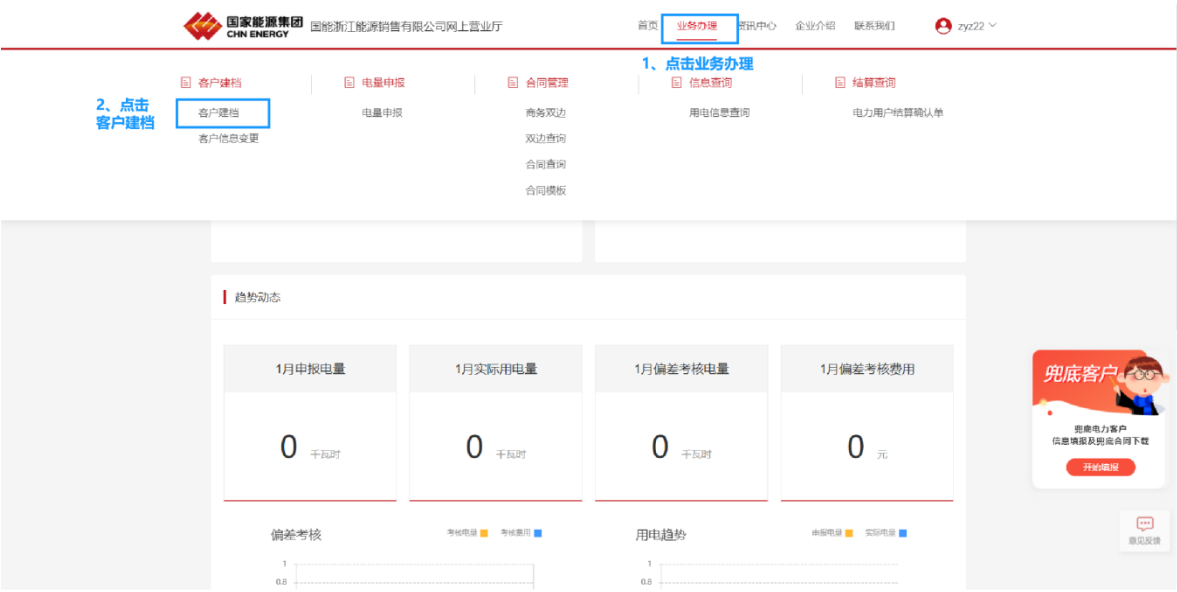 国家能源集团
CHN ENERGY
国能浙江能源销售有限公司网上营业厅
首页
业务办理
资讯中心
企业介绍
联系我们
zyz22
1、点击业务办理
客户建档
电量申报
合同管理
信息查询
结算查询
2、点击
客户建档
客户建档
电量申报
商务双边
用电信息查询
电力用户结算确认单
客户信息变更
双边查询
合同查询
合同模板
趋势动态
1月申报电量
1月实际用电量
1月偏差考核电量
1月偏差考核费用
0 千瓦时
0 千瓦时
0 千瓦时
0 元
兜底客户
兜底电力客户
信息填报及兜底合同下载
开始填报
意见反馈
偏差考核
考核电量
考核费用
用电趋势
申报电量
实际电量
1
0.8
1
0.8